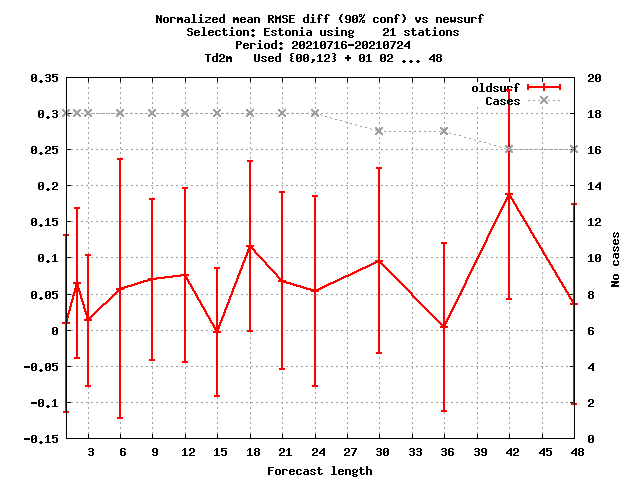 Normalized mean RMSE diff (90% conf) vs newsurf
Selection: Estonia using    21 stations
Period: 20210716-20210724
Td2m   Used {00,12} + 01 02 ... 48
oldsurf
Cases
0.35
0.3
0.25
0.2
0.15
0.1
0.05
0
-0.05
-0.1
-0.15
20
18
16
14
12
10
8
6
4
2
0
No cases
3 6 9 12 15 18 21 24 27 30 33 36 39 42 45 48
Forecast length